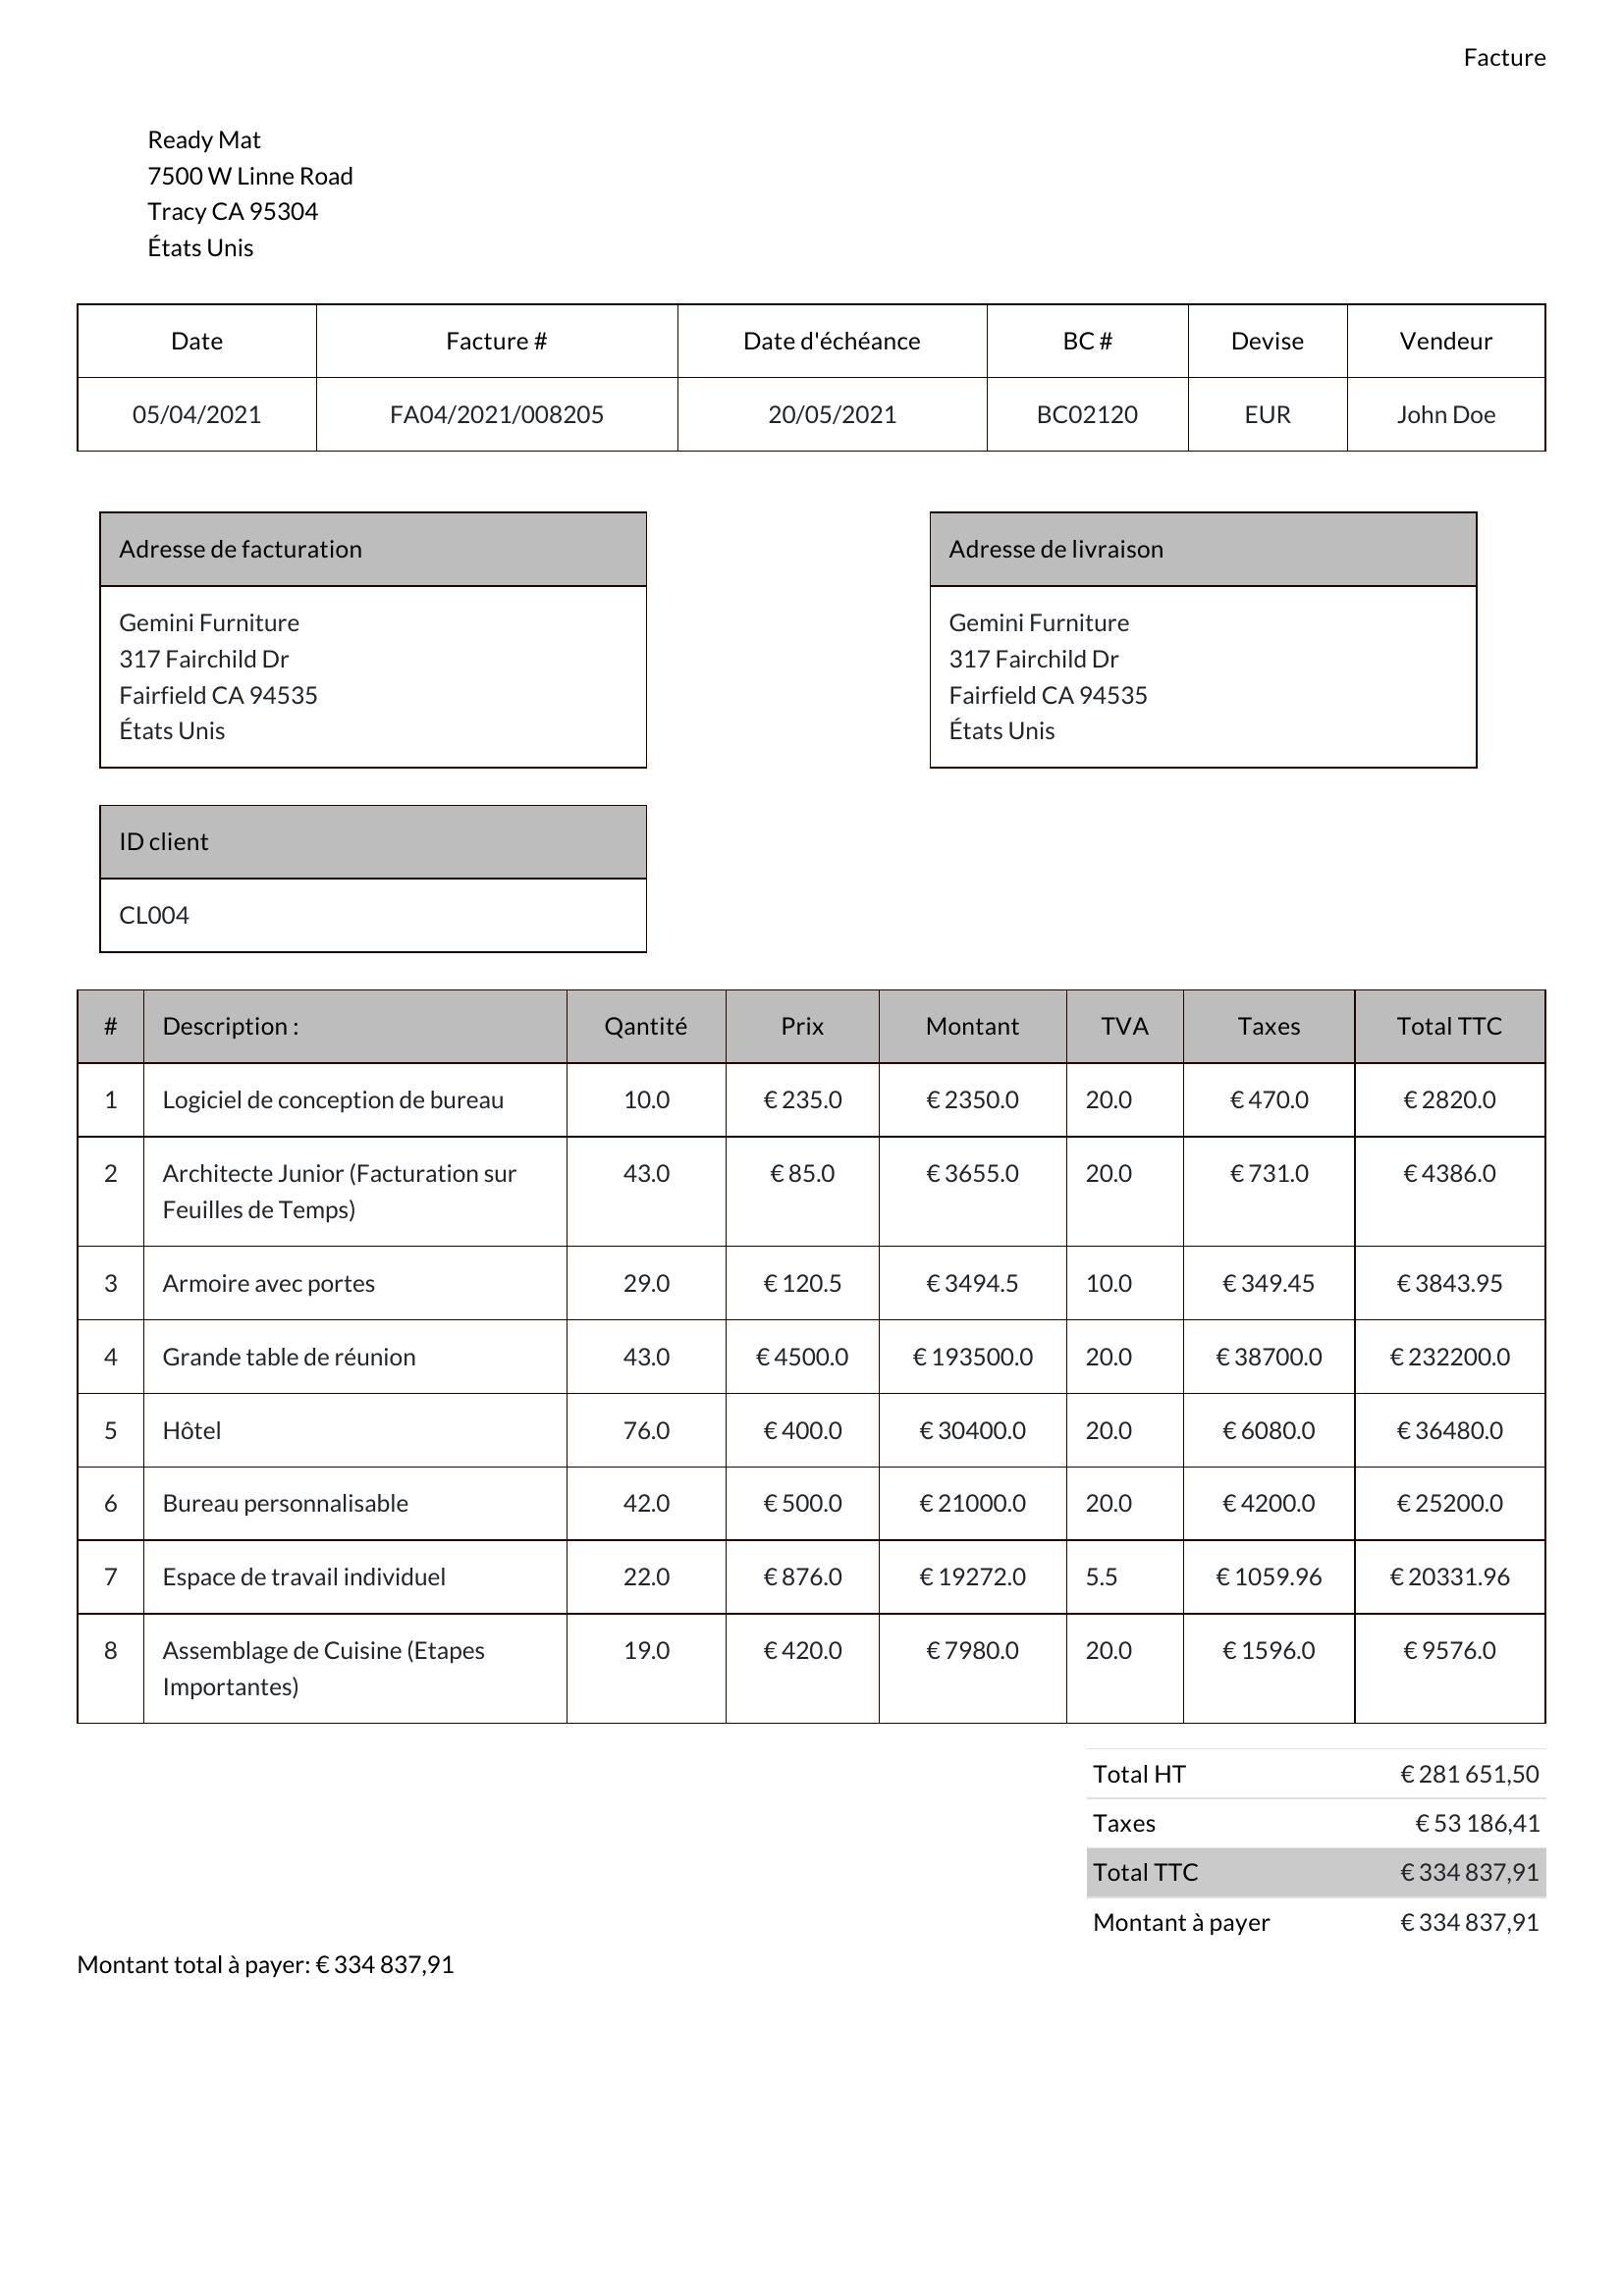 Facture
Ready Mat
7500 W Linne Road
Tracy CA 95304
États Unis
Date Facture # Date d'échéance BC # Devise Vendeur
05/04/2021 FA04/2021/008205 20/05/2021 BC02120 EUR John Doe
Adresse de facturation
Gemini Furniture
317 Fairchild Dr
Fairfield CA 94535
États Unis
Adresse de livraison
Gemini Furniture
317 Fairchild Dr
Fairfield CA 94535
États Unis
ID client
CL004
# Description : Qantité Prix Montant TVA Taxes Total TTC
1 Logiciel de conception de bureau 10.0 € 235.0 € 2350.0 20.0 € 470.0 € 2820.0
2 Architecte Junior (Facturation sur 43.0 € 85.0 € 3655.0 20.0 € 731.0 € 4386.0
Feuilles de Temps)
3 Armoire avec portes 29.0 € 120.5 € 3494.5 10.0 € 349.45 € 3843.95
4 Grande table de réunion 43.0 € 4500.0 € 193500.0 20.0 € 38700.0 € 232200.0
5 Hôtel 76.0 € 400.0 € 30400.0 20.0 € 6080.0 € 36480.0
6 Bureau personnalisable 42.0 € 500.0 € 21000.0 20.0 € 4200.0 € 25200.0
7 Espace de travail individuel 22.0 € 876.0 € 19272.0 5.5 € 1059.96 € 20331.96
8 Assemblage de Cuisine (Etapes 19.0 € 420.0 € 7980.0 20.0 € 1596.0 € 9576.0
Importantes)
Total HT € 281 651,50
Taxes € 53 186,41
Total TTC € 334 837,91
Montant à payer € 334 837,91
Montant total à payer: € 334 837,91